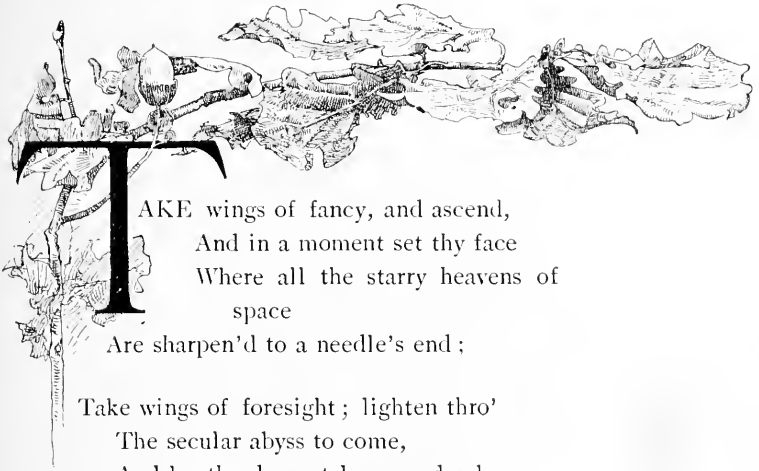 TAKE wings of fancy, and ascend,
And in a moment set thy face
Where all the starry heavens of
space
Are sharpen'd to a needle's end ;
Take wings of foresight ; lighten thro'
The secular abyss to come,